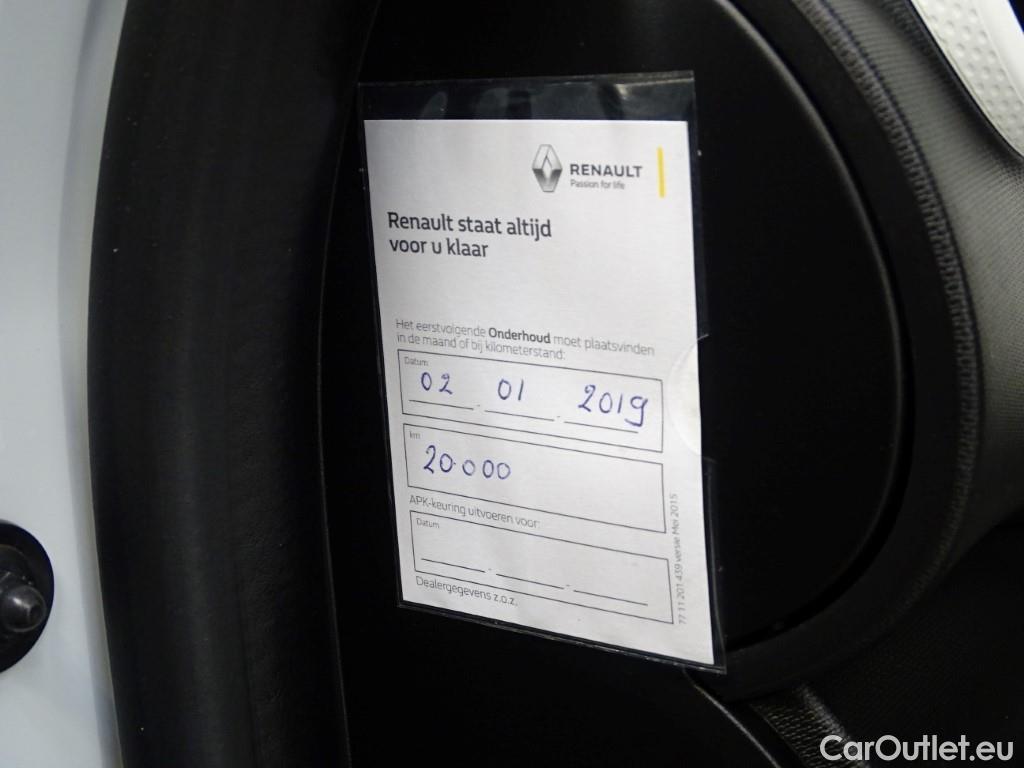 RENAULT
Passion for life
Renault staat altijd
voor u klaar
Het eerstvolgende Onderhoud moet plaatsvinden
in de maand of bij kilometerstand:
Datum
02 . 01 . 2019
km
20.000
APK-keuring uitvoeren voor:
Datum
Dealergegevens z.o.z.
77 11 201 439 versie Mei 2015
CarOutlet.eu